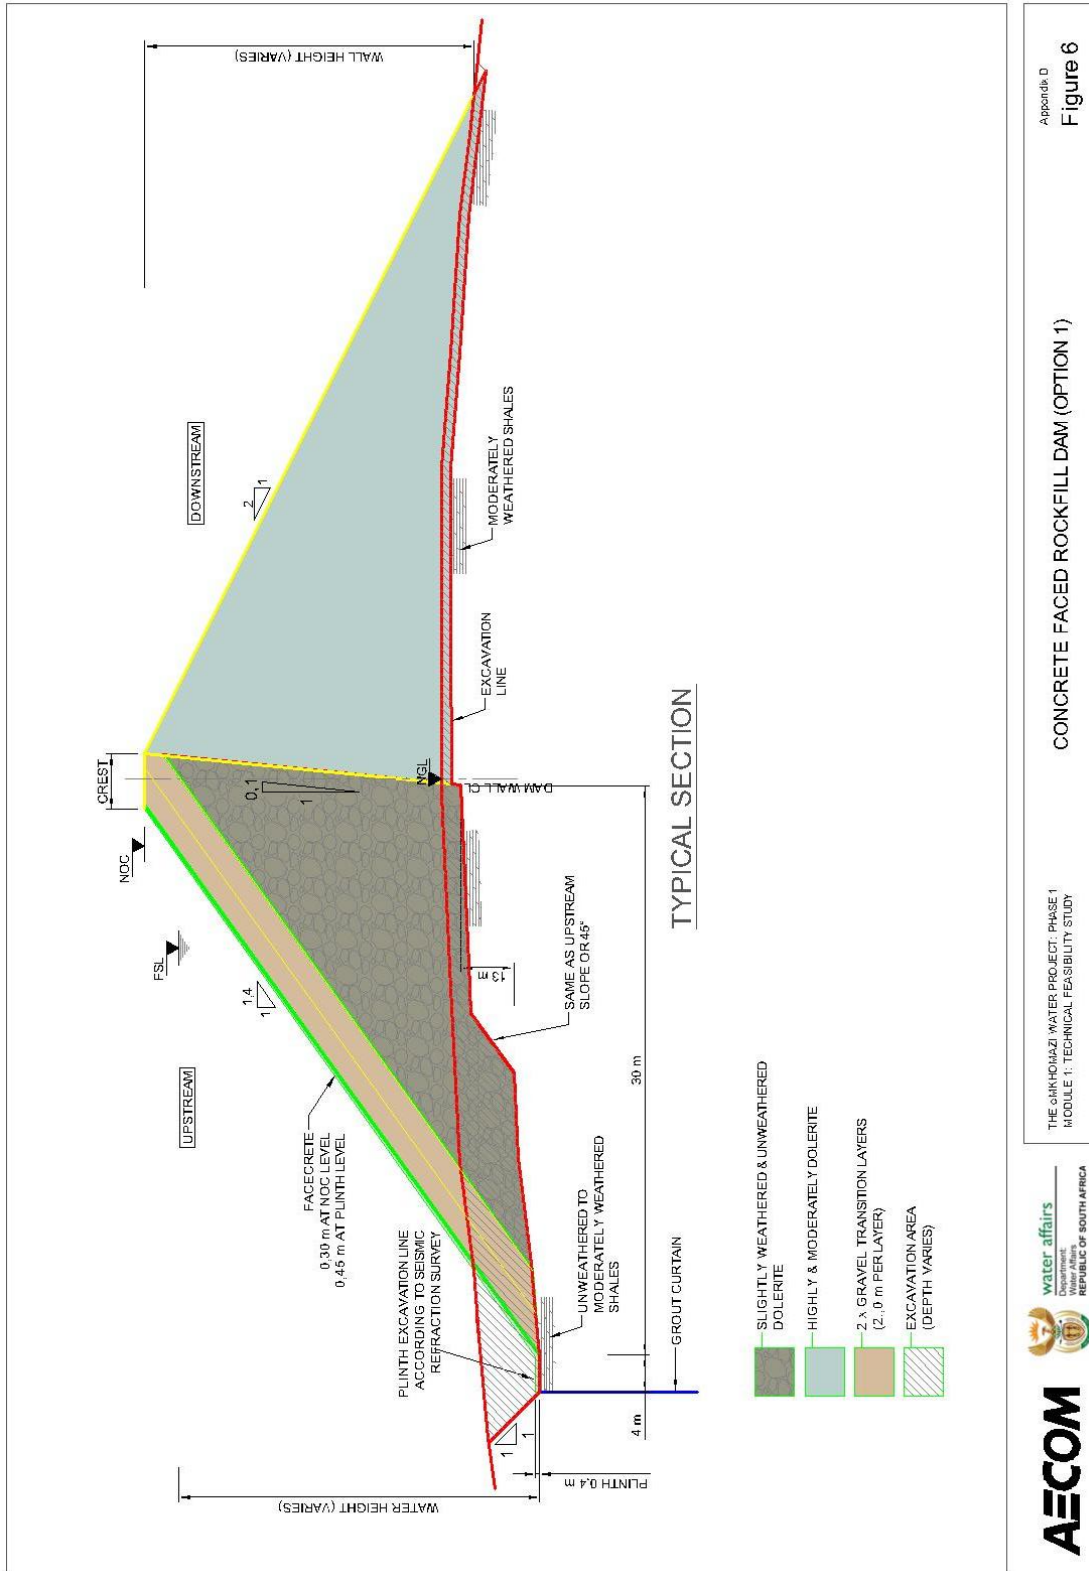 UPSTREAM
DOWNSTREAM
FSL
NOC
CREST
1,4
1
0,1
1
2
1
WALL HEIGHT (VARIES)
WATER HEIGHT (VARIES)
FACECRETE
0,30 m AT NOC LEVEL
0,45 m AT PLINTH LEVEL
PLINTH EXCAVATION LINE
ACCORDING TO SEISMIC
REFRACTION SURVEY
NGL
DAM WALL CL
EXCAVATION
LINE
MODERATELY
WEATHERED SHALES
1
1
13 m
SAME AS UPSTREAM
SLOPE OR 45°
UNWEATHERED TO
MODERATELY WEATHERED
SHALES
PLINTH 0,4 m
4 m
30 m
GROUT CURTAIN
TYPICAL SECTION
SLIGHTLY WEATHERED & UNWEATHERED
DOLERITE
HIGHLY & MODERATELY DOLERITE
2 x GRAVEL TRANSITION LAYERS
(2,0 m PER LAYER)
EXCAVATION AREA
(DEPTH VARIES)
AECOM
water affairs
Department:
Water Affairs
REPUBLIC OF SOUTH AFRICA
THE uMKHOMAZI WATER PROJECT: PHASE 1
MODULE 1: TECHNICAL FEASIBILITY STUDY
CONCRETE FACED ROCKFILL DAM (OPTION 1)
Appendix D
Figure 6